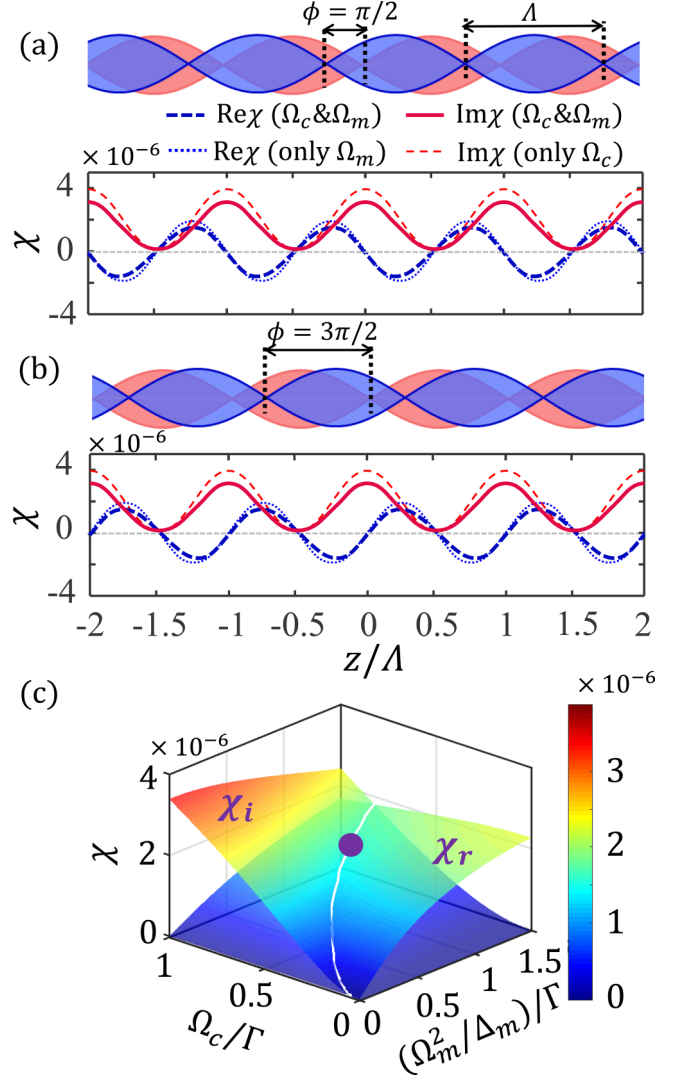 (a) ϕ = π/2 Λ
Reχ (Ω_c&Ω_m) Imχ (Ω_c&Ω_m)
Reχ (only Ω_m) Imχ (only Ω_c)
× 10⁻⁶
4
χ
0
-4
ϕ = 3π/2
(b)
× 10⁻⁶
4
χ
0
-4
-2 -1.5 -1 -0.5 0 0.5 1 1.5 2
z/Λ
(c)
× 10⁻⁶ × 10⁻⁶
4
χ_i
χ
χ_r
2
0
1
0.5
0
Ω_c/Γ
0
0.5
1
1.5
(Ω_m²/Δ_m)/Γ
3
2
1
0